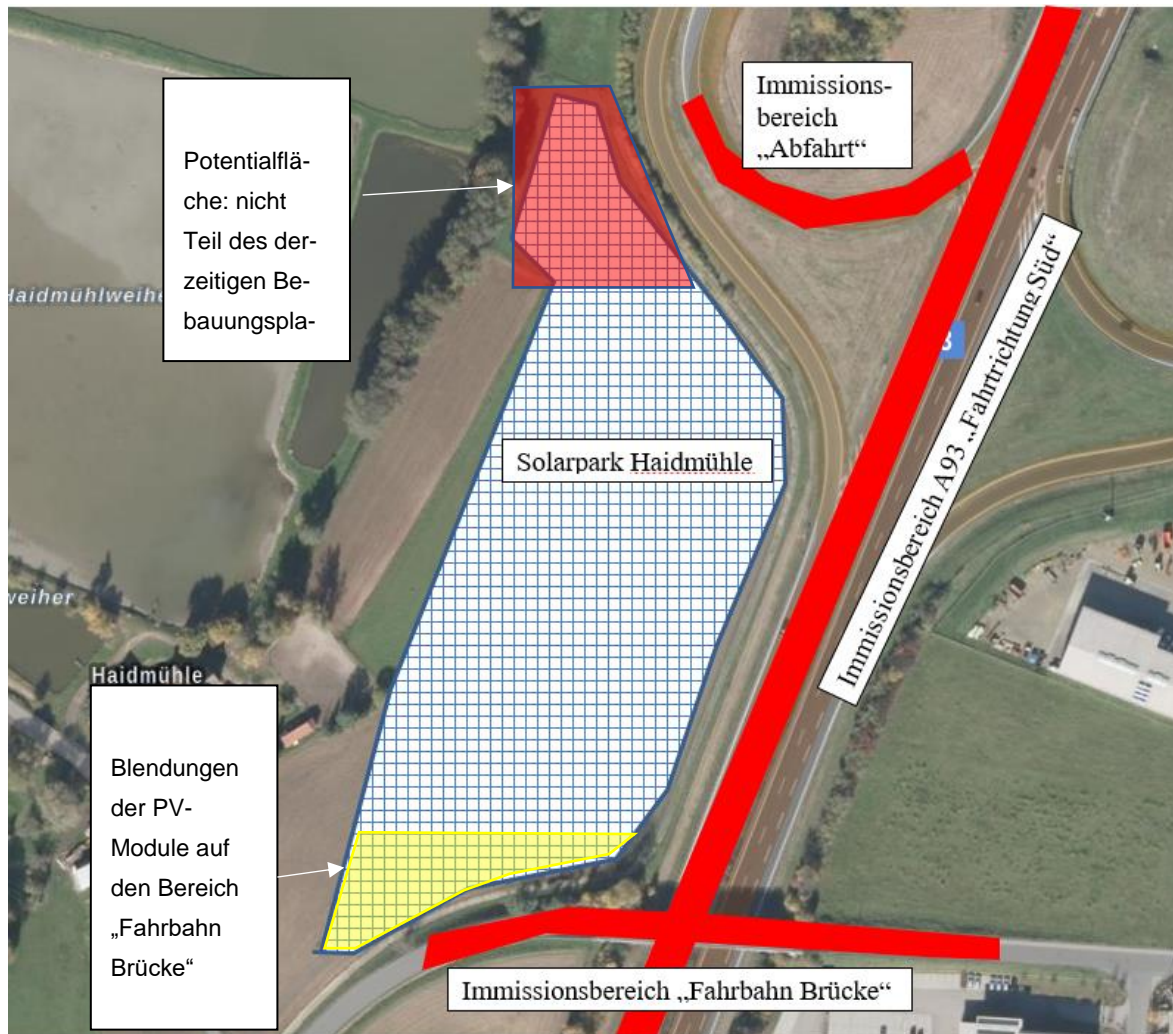 Immissions-
bereich
„Abfahrt“
Potentialflä-
che: nicht
Teil des der-
zeitigen Be-
bauungspla-
Haidmühlweihe
Immissionsbereich A93 „Fahrtrichtung Süd“
Solarpark Haidmühle
weiher
Haidmühle
Blendungen
der PV-
Module auf
den Bereich
„Fahrbahn
Brücke“
Immissionsbereich „Fahrbahn Brücke“